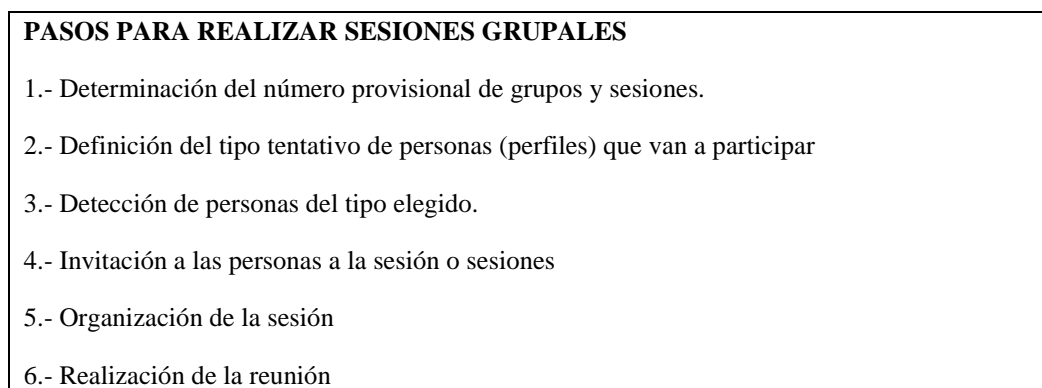 PASOS PARA REALIZAR SESIONES GRUPALES
1.- Determinación del número provisional de grupos y sesiones.
2.- Definición del tipo tentativo de personas (perfiles) que van a participar
3.- Detección de personas del tipo elegido.
4.- Invitación a las personas a la sesión o sesiones
5.- Organización de la sesión
6.- Realización de la reunión